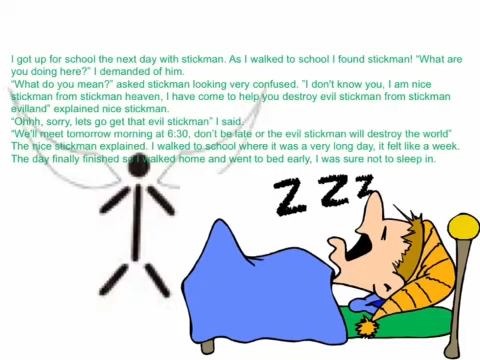 I got up for school the next day with stickman. As I walked to school I found stickman! “What are
you doing here?” I demanded of him.
“What do you mean?” asked stickman looking very confused. "I don't know you, I am nice
stickman from stickman heaven, I have come to help you destroy evil stickman from stickman
evilland” explained nice stickman.
“Ohhh, sorry, lets go get that evil stickman” I said.
“We'll meet tomorrow morning at 6:30, don’t be late or the evil stickman will destroy the world”
The nice stickman explained. I walked to school where it was a very long day, it felt like a week.
The day finally finished so I walked home and went to bed early, I was sure not to sleep in.
Z Z Z